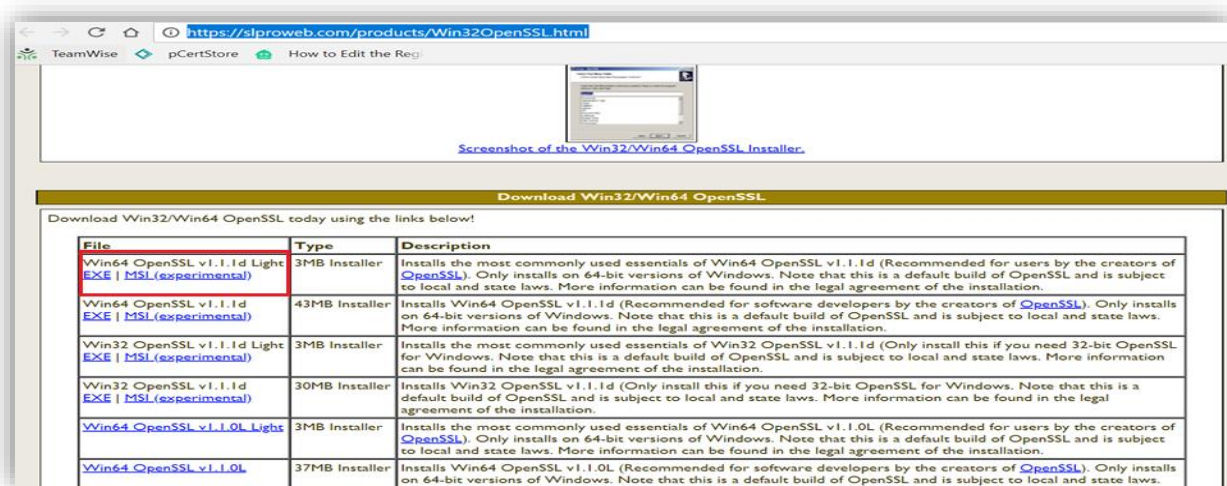 https://slproweb.com/products/Win32OpenSSL.html
TeamWise pCertStore How to Edit the Reg
Screenshot of the Win32/Win64 OpenSSL Installer.
Download Win32/Win64 OpenSSL
Download Win32/Win64 OpenSSL today using the links below!
File Type Description
Win64 OpenSSL v1.1.1d Light
EXE | MSI (experimental)
3MB Installer
Installs the most commonly used essentials of Win64 OpenSSL v1.1.1d (Recommended for users by the creators of
OpenSSL). Only installs on 64-bit versions of Windows. Note that this is a default build of OpenSSL and is subject
to local and state laws. More information can be found in the legal agreement of the installation.
Win64 OpenSSL v1.1.1d
EXE | MSI (experimental)
43MB Installer
Installs Win64 OpenSSL v1.1.1d (Recommended for software developers by the creators of OpenSSL). Only installs
on 64-bit versions of Windows. Note that this is a default build of OpenSSL and is subject to local and state laws.
More information can be found in the legal agreement of the installation.
Win32 OpenSSL v1.1.1d Light
EXE | MSI (experimental)
3MB Installer
Installs the most commonly used essentials of Win32 OpenSSL v1.1.1d (Only install this if you need 32-bit OpenSSL
for Windows. Note that this is a default build of OpenSSL and is subject to local and state laws. More information
can be found in the legal agreement of the installation.
Win32 OpenSSL v1.1.1d
EXE | MSI (experimental)
30MB Installer
Installs Win32 OpenSSL v1.1.1d (Only install this if you need 32-bit OpenSSL for Windows. Note that this is a
default build of OpenSSL and is subject to local and state laws. More information can be found in the legal
agreement of the installation.
Win64 OpenSSL v1.1.0L Light
3MB Installer
Installs the most commonly used essentials of Win64 OpenSSL v1.1.0L (Recommended for users by the creators of
OpenSSL). Only installs on 64-bit versions of Windows. Note that this is a default build of OpenSSL and is subject
to local and state laws. More information can be found in the legal agreement of the installation.
Win64 OpenSSL v1.1.0L
37MB Installer
Installs Win64 OpenSSL v1.1.0L (Recommended for software developers by the creators of OpenSSL). Only installs
on 64-bit versions of Windows. Note that this is a default build of OpenSSL and is subject to local and state laws.